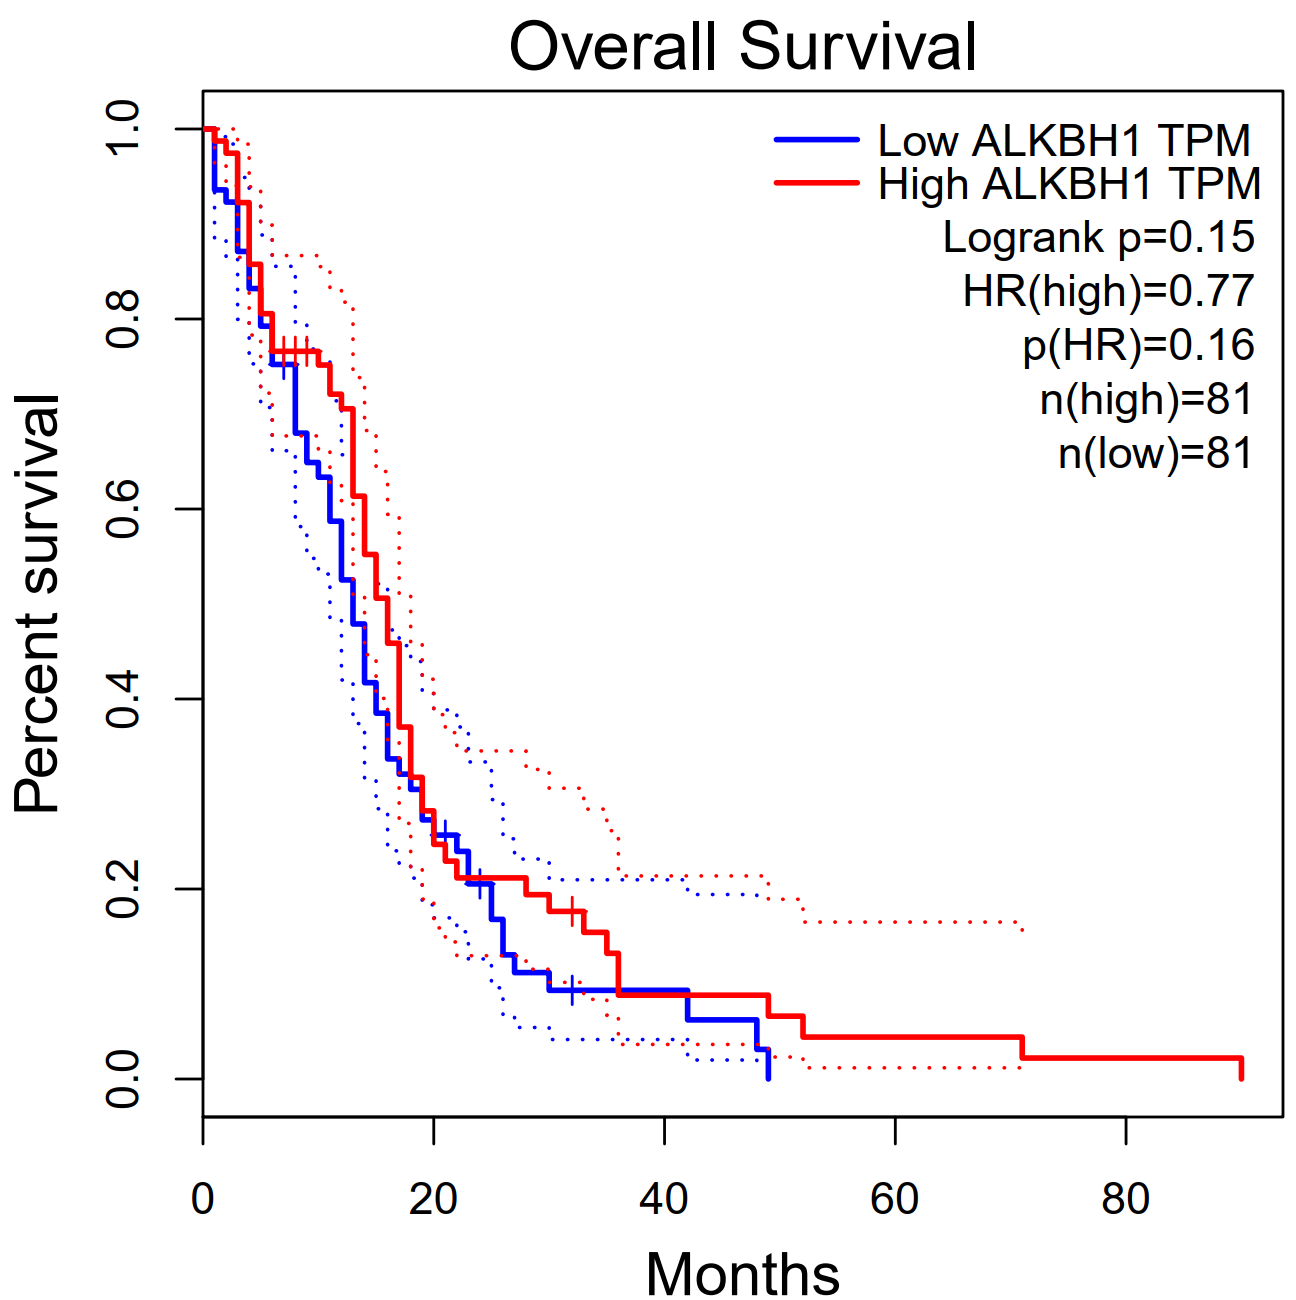 Overall Survival
Low ALKBH1 TPM
High ALKBH1 TPM
Logrank p=0.15
HR(high)=0.77
p(HR)=0.16
n(high)=81
n(low)=81
Percent survival
1.0
0.8
0.6
0.4
0.2
0.0
0 20 40 60 80
Months